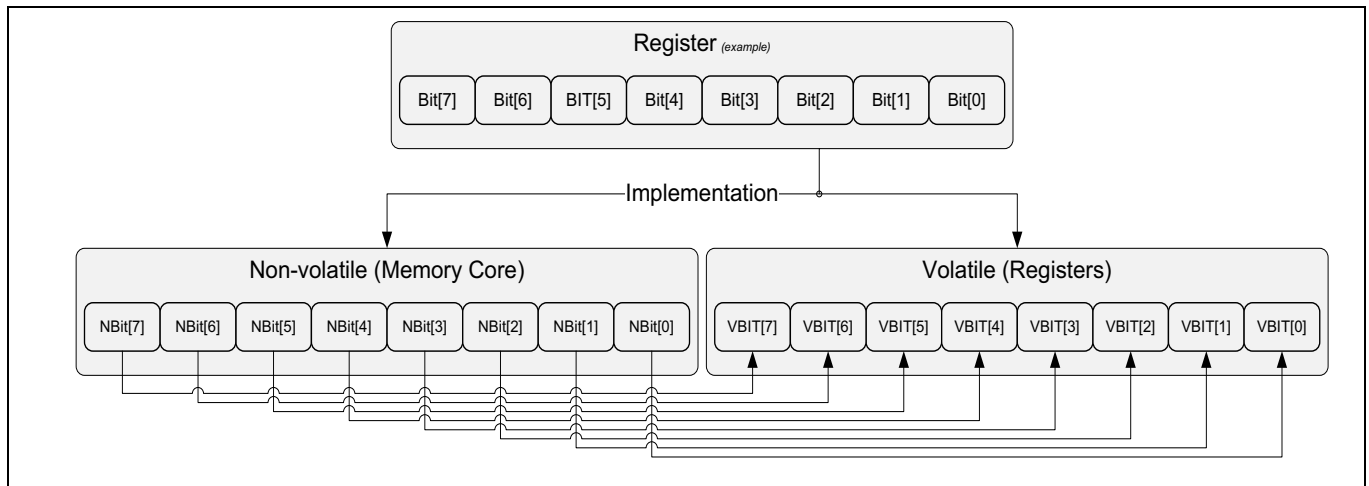 Register (example)
Bit[7] Bit[6] BIT[5] Bit[4] Bit[3] Bit[2] Bit[1] Bit[0]
Implementation
Non-volatile (Memory Core)
NBit[7] NBit[6] NBit[5] NBit[4] NBit[3] NBit[2] NBit[1] NBit[0]
Volatile (Registers)
VBIT[7] VBIT[6] VBIT[5] VBIT[4] VBIT[3] VBIT[2] VBIT[1] VBIT[0]